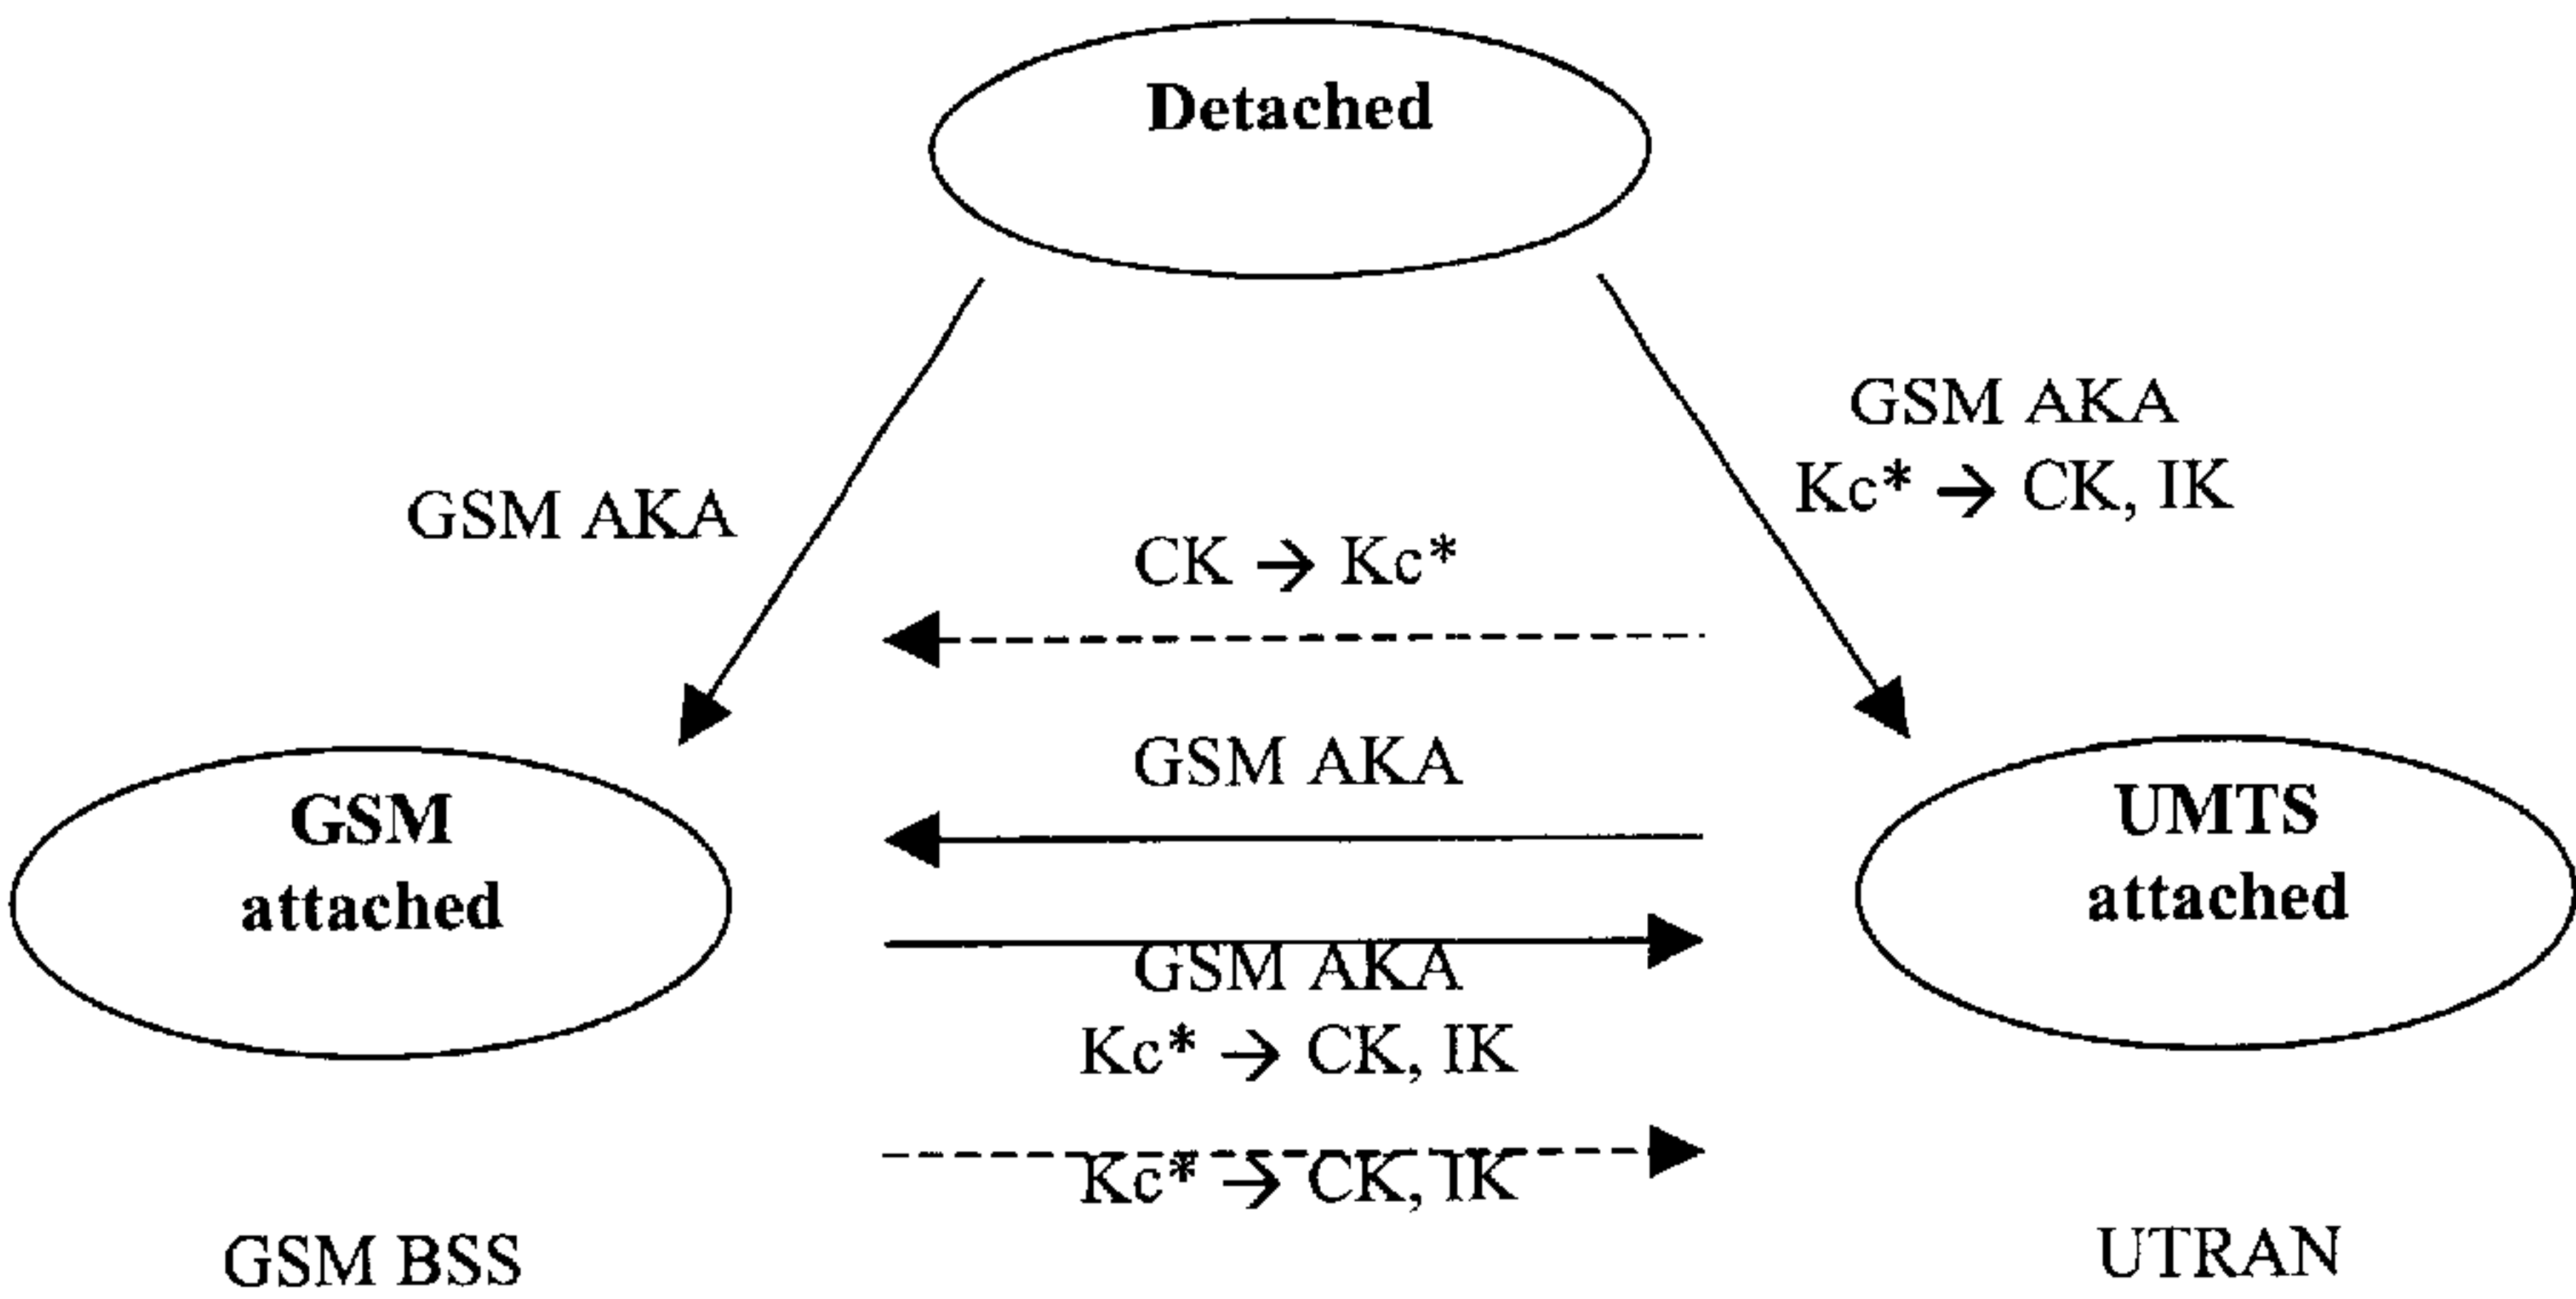 Detached
GSM AKA
Kc* → CK, IK
GSM AKA
CK → Kc*
GSM AKA
GSM
attached
UMTS
attached
GSM AKA
Kc* → CK, IK
Kc* → CK, IK
GSM BSS
UTRAN